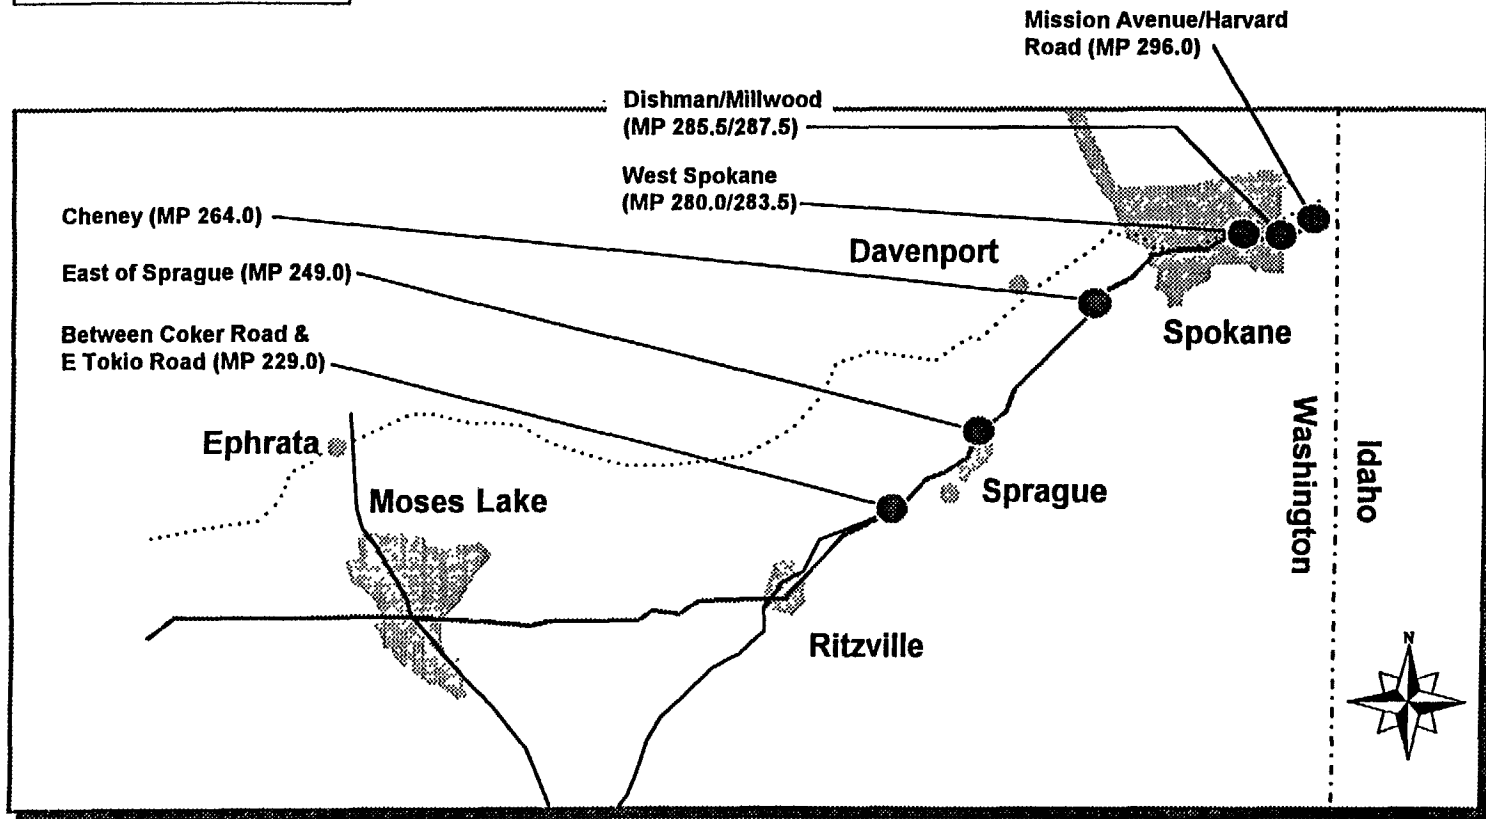 Mission Avenue/Harvard
Road (MP 296.0)
Dishman/Millwood
(MP 285.5/287.5)
West Spokane
(MP 280.0/283.5)
Cheney (MP 264.0)
Davenport
East of Sprague (MP 249.0)
Spokane
Between Coker Road &
E Tokio Road (MP 229.0)
Washington
Idaho
Ephrata
Moses Lake
Sprague
Ritzville
N